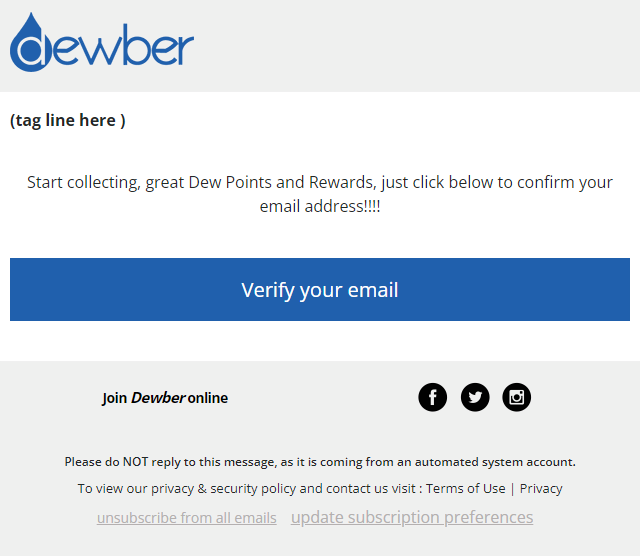 dewber
(tag line here )
Start collecting, great Dew Points and Rewards, just click below to confirm your
email address!!!!
Verify your email
Join Dewber online
Please do NOT reply to this message, as it is coming from an automated system account.
To view our privacy & security policy and contact us visit : Terms of Use | Privacy
unsubscribe from all emails update subscription preferences